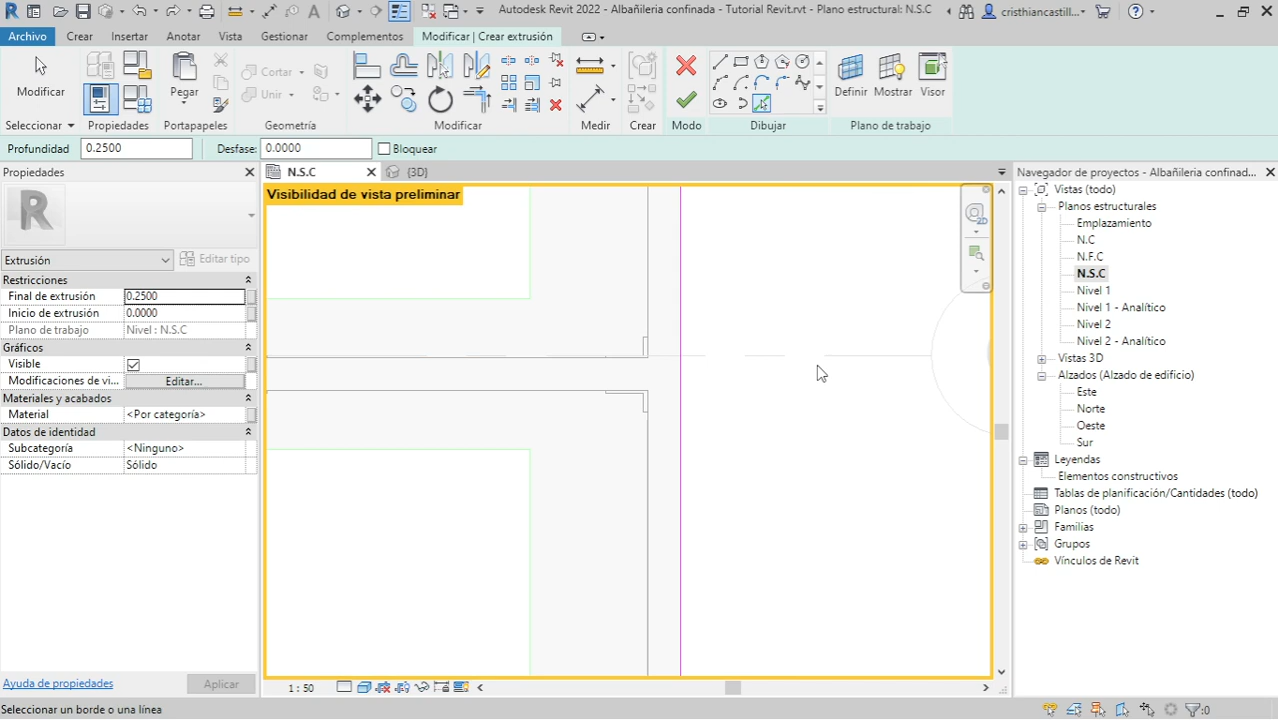 Autodesk Revit 2022 - Albañileria confinada - Tutorial Revit.rvt - Plano estructural: N.S.C
cristhiancastill...
Archivo Crear Insertar Anotar Vista Gestionar Complementos Modificar | Crear extrusión
Modificar
Pegar
Cortar
Unir
Definir Mostrar Visor
Seleccionar Propiedades Portapapeles Geometría Modificar Medir Crear Modo Dibujar Plano de trabajo
Profundidad 0.2500 Desfase: 0.0000 Bloquear
Propiedades
N.S.C {3D}
Navegador de proyectos - Albañileria confinad...
Visibilidad de vista preliminar
2D
R
Extrusión Editar tipo
Restricciones
Final de extrusión 0.2500
Inicio de extrusión 0.0000
Plano de trabajo Nivel : N.S.C
Gráficos
Visible
Modificaciones de vi... Editar...
Materiales y acabados
Material <Por categoría>
Datos de identidad
Subcategoría <Ninguno>
Sólido/Vacío Sólido
Vistas (todo)
Planos estructurales
Emplazamiento
N.C
N.F.C
N.S.C
Nivel 1
Nivel 1 - Analítico
Nivel 2
Nivel 2 - Analítico
Vistas 3D
Alzados (Alzado de edificio)
Este
Norte
Oeste
Sur
Leyendas
Elementos constructivos
Tablas de planificación/Cantidades (todo)
Planos (todo)
Familias
Grupos
Vínculos de Revit
Ayuda de propiedades Aplicar
1 : 50
Seleccionar un borde o una línea
:0